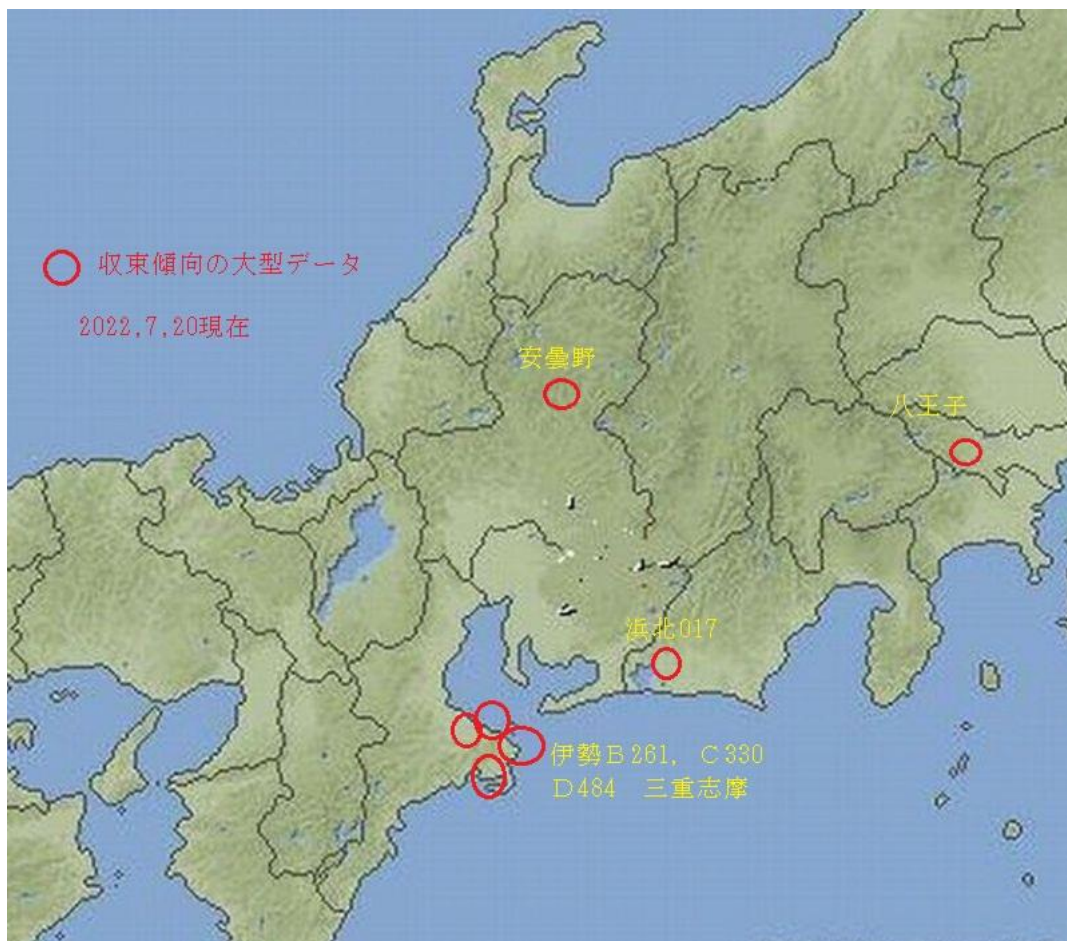 収束傾向の大型データ
2022,7,20現在
安曇野
八王子
浜北017
伊勢B261, C330
D484 三重志摩